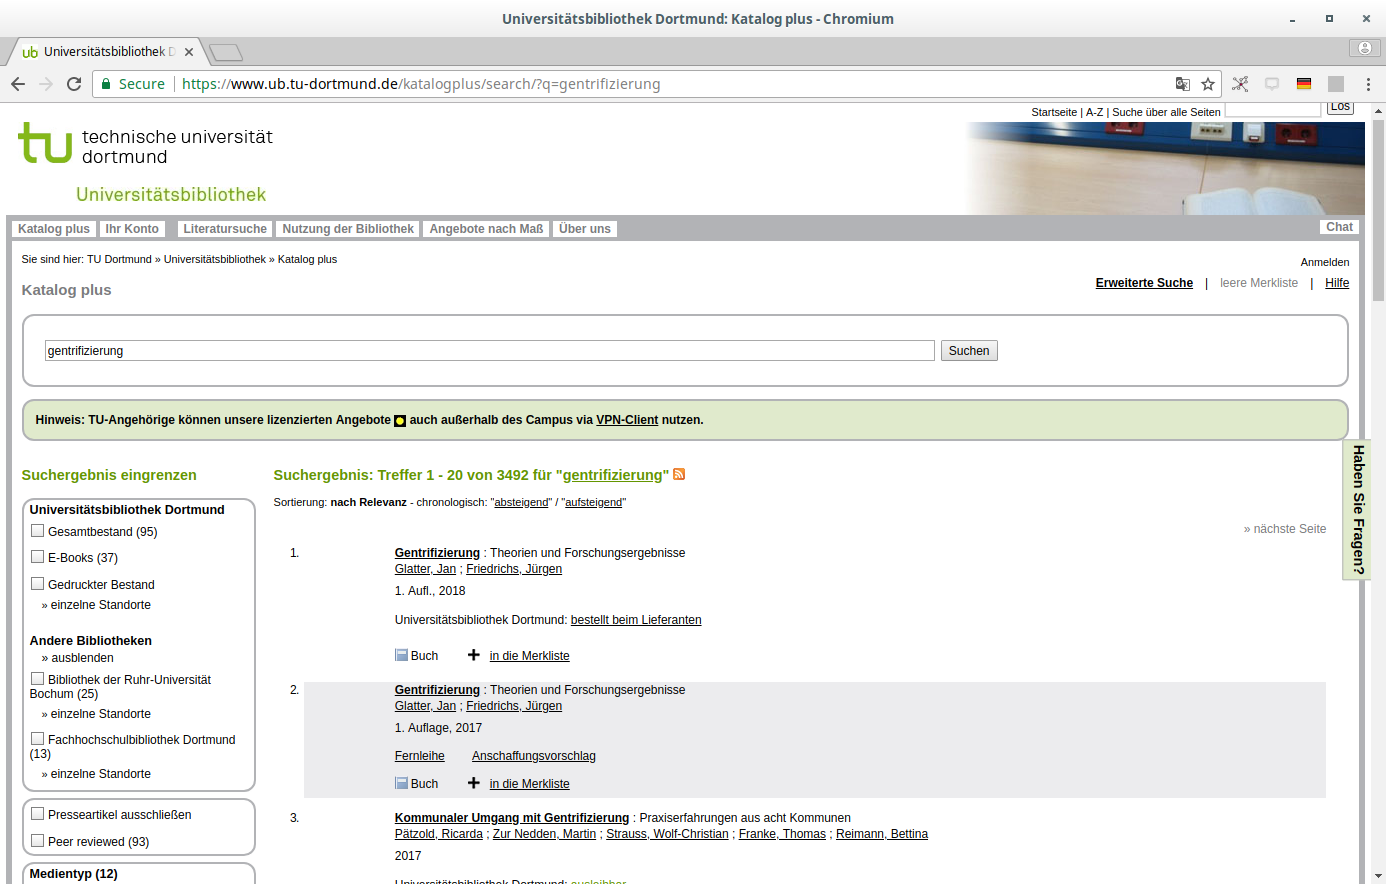 Universitätsbibliothek Dortmund: Katalog plus - Chromium
ub Universitätsbibliothek D
Secure https://www.ub.tu-dortmund.de/katalogplus/search/?q=gentrifizierung
Startseite | A-Z | Suche über alle Seiten Los
tu technische universität
dortmund
Universitätsbibliothek
Katalog plus Ihr Konto Literatursuche Nutzung der Bibliothek Angebote nach Maß Über uns Chat
Sie sind hier: TU Dortmund » Universitätsbibliothek » Katalog plus
Anmelden
Katalog plus
Erweiterte Suche | leere Merkliste | Hilfe
gentrifizierung Suchen
Hinweis: TU-Angehörige können unsere lizenzierten Angebote auch außerhalb des Campus via VPN-Client nutzen.
Haben Sie Fragen?
Suchergebnis eingrenzen
Universitätsbibliothek Dortmund
Gesamtbestand (95)
E-Books (37)
Gedruckter Bestand
» einzelne Standorte
Andere Bibliotheken
» ausblenden
Bibliothek der Ruhr-Universität
Bochum (25)
» einzelne Standorte
Fachhochschulbibliothek Dortmund
(13)
» einzelne Standorte
Presseartikel ausschließen
Peer reviewed (93)
Medientyp (12)
Suchergebnis: Treffer 1 - 20 von 3492 für "gentrifizierung"
Sortierung: nach Relevanz - chronologisch: "absteigend" / "aufsteigend"
» nächste Seite
1. Gentrifizierung : Theorien und Forschungsergebnisse
Glatter, Jan ; Friedrichs, Jürgen
1. Aufl., 2018
Universitätsbibliothek Dortmund: bestellt beim Lieferanten
Buch in die Merkliste
2. Gentrifizierung : Theorien und Forschungsergebnisse
Glatter, Jan ; Friedrichs, Jürgen
1. Auflage, 2017
Fernleihe Anschaffungsvorschlag
Buch in die Merkliste
3. Kommunaler Umgang mit Gentrifizierung : Praxiserfahrungen aus acht Kommunen
Pätzold, Ricarda ; Zur Nedden, Martin ; Strauss, Wolf-Christian ; Franke, Thomas ; Reimann, Bettina
2017
Universitätsbibliothek Dortmund: ausleihbar